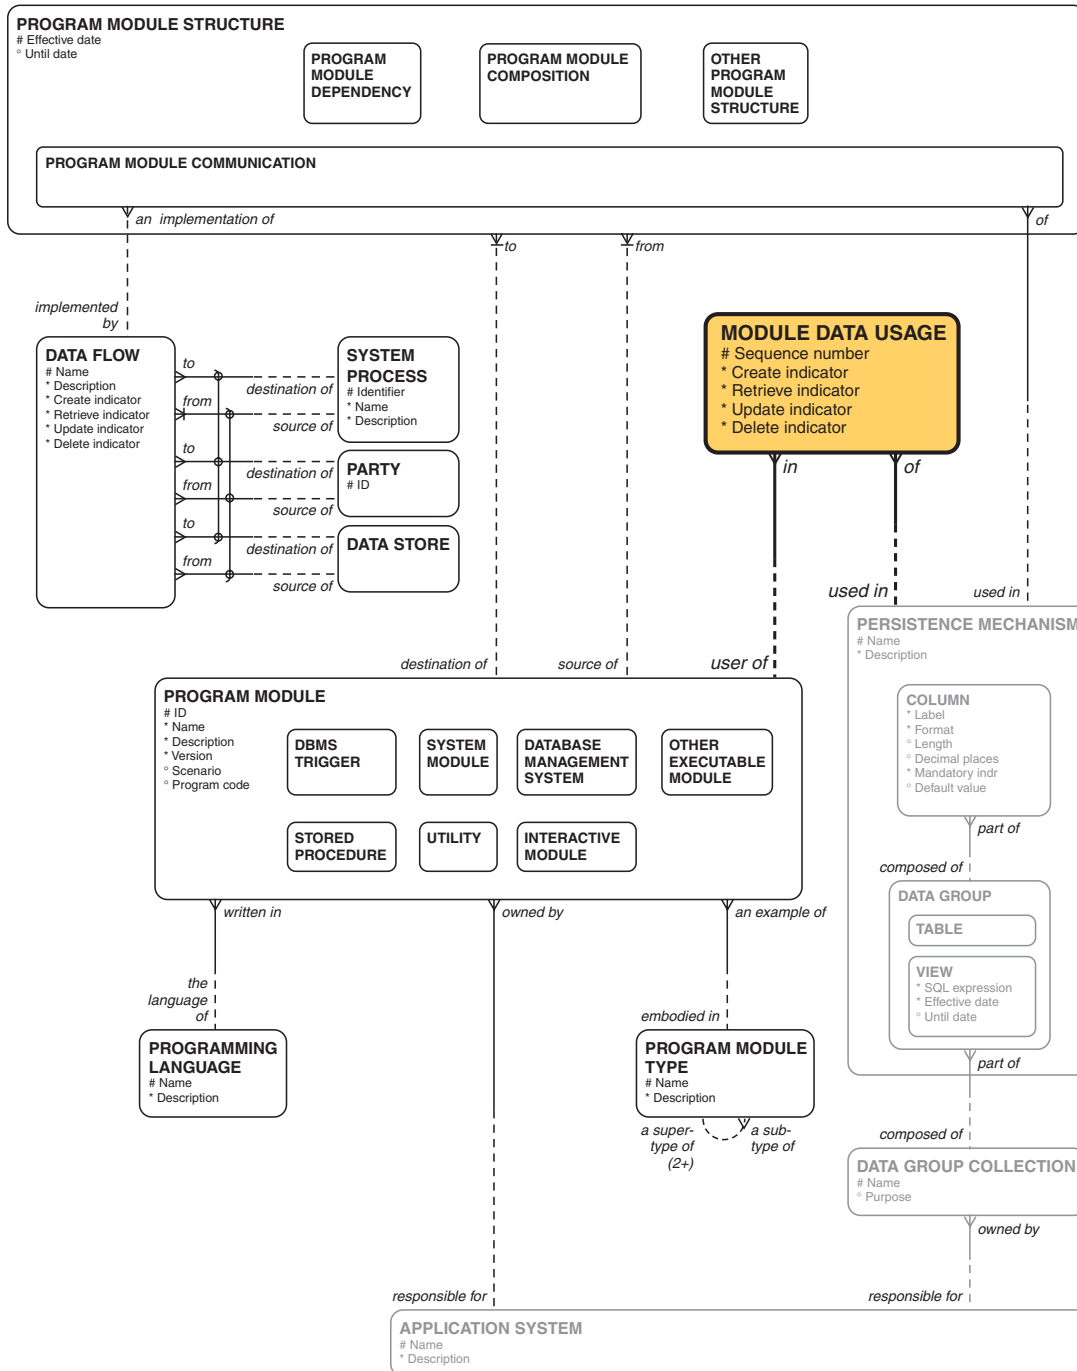 PROGRAM MODULE STRUCTURE
# Effective date
° Until date
PROGRAM
MODULE
DEPENDENCY
PROGRAM MODULE
COMPOSITION
OTHER
PROGRAM
MODULE
STRUCTURE
PROGRAM MODULE COMMUNICATION
an implementation of
of
to
from
implemented
by
DATA FLOW
# Name
* Description
* Create indicator
* Retrieve indicator
* Update indicator
* Delete indicator
to
destination of
from
source of
to
destination of
from
source of
to
destination of
from
source of
SYSTEM
PROCESS
# Identifier
* Name
* Description
PARTY
# ID
DATA STORE
MODULE DATA USAGE
# Sequence number
* Create indicator
* Retrieve indicator
* Update indicator
* Delete indicator
in
of
used in
used in
destination of
source of
user of
PERSISTENCE MECHANISM
# Name
* Description
COLUMN
* Label
* Format
° Length
° Decimal places
* Mandatory indr
° Default value
part of
composed of
DATA GROUP
TABLE
VIEW
* SQL expression
* Effective date
° Until date
part of
composed of
PROGRAM MODULE
# ID
* Name
* Description
* Version
° Scenario
° Program code
DBMS
TRIGGER
SYSTEM
MODULE
DATABASE
MANAGEMENT
SYSTEM
OTHER
EXECUTABLE
MODULE
STORED
PROCEDURE
UTILITY
INTERACTIVE
MODULE
written in
owned by
an example of
the
language
of
embodied in
PROGRAMMING
LANGUAGE
# Name
* Description
PROGRAM MODULE
TYPE
# Name
* Description
a super-
type of
(2+)
a sub-
type of
DATA GROUP COLLECTION
# Name
° Purpose
owned by
responsible for
responsible for
APPLICATION SYSTEM
# Name
* Description